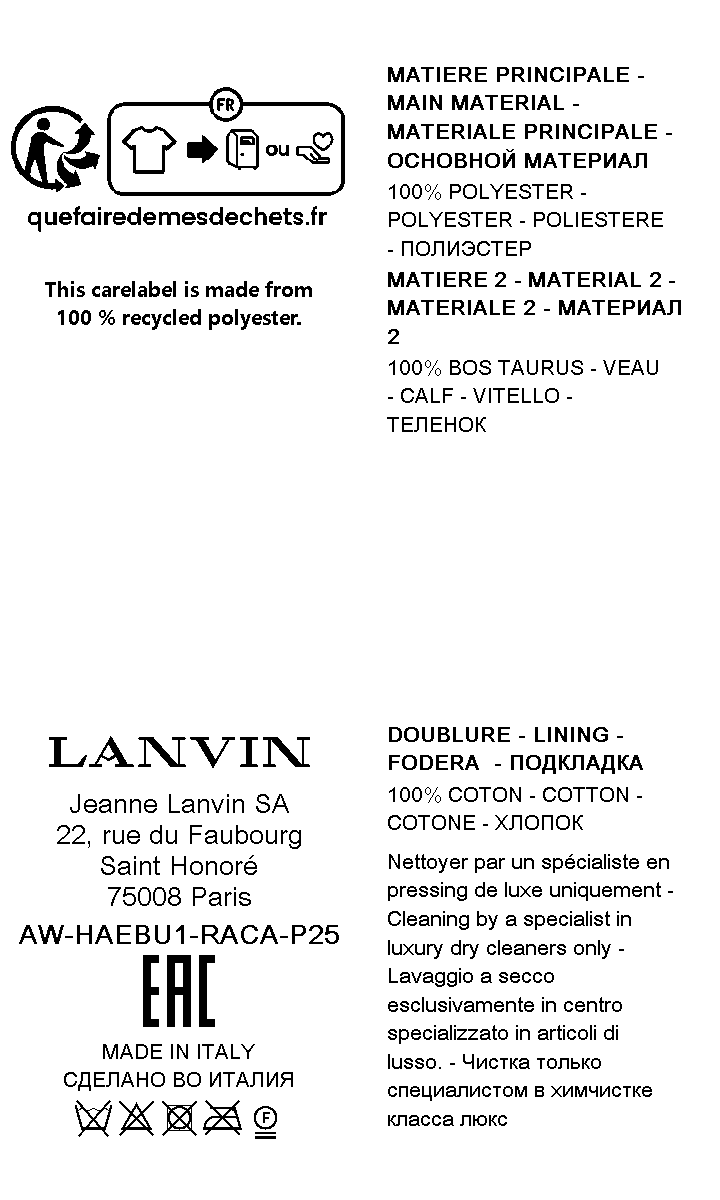 FR
ou
quefairedemesdechets.fr
This carelabel is made from
100 % recycled polyester.
MATIERE PRINCIPALE -
MAIN MATERIAL -
MATERIALE PRINCIPALE -
ОСНОВНОЙ МАТЕРИАЛ
100% POLYESTER -
POLYESTER - POLIESTERE
- ПОЛИЭСТЕР
MATIERE 2 - MATERIAL 2 -
MATERIALE 2 - МАТЕРИАЛ
2
100% BOS TAURUS - VEAU
- CALF - VITELLO -
ТЕЛЕНОК
LANVIN
Jeanne Lanvin SA
22, rue du Faubourg
Saint Honoré
75008 Paris
AW-HAEBU1-RACA-P25
EAC
MADE IN ITALY
СДЕЛАНО ВО ИТАЛИЯ
F
DOUBLURE - LINING -
FODERA - ПОДКЛАДКА
100% COTON - COTTON -
COTONE - ХЛОПОК
Nettoyer par un spécialiste en
pressing de luxe uniquement -
Cleaning by a specialist in
luxury dry cleaners only -
Lavaggio a secco
esclusivamente in centro
specializzato in articoli di
lusso. - Чистка только
специалистом в химчистке
класса люкс